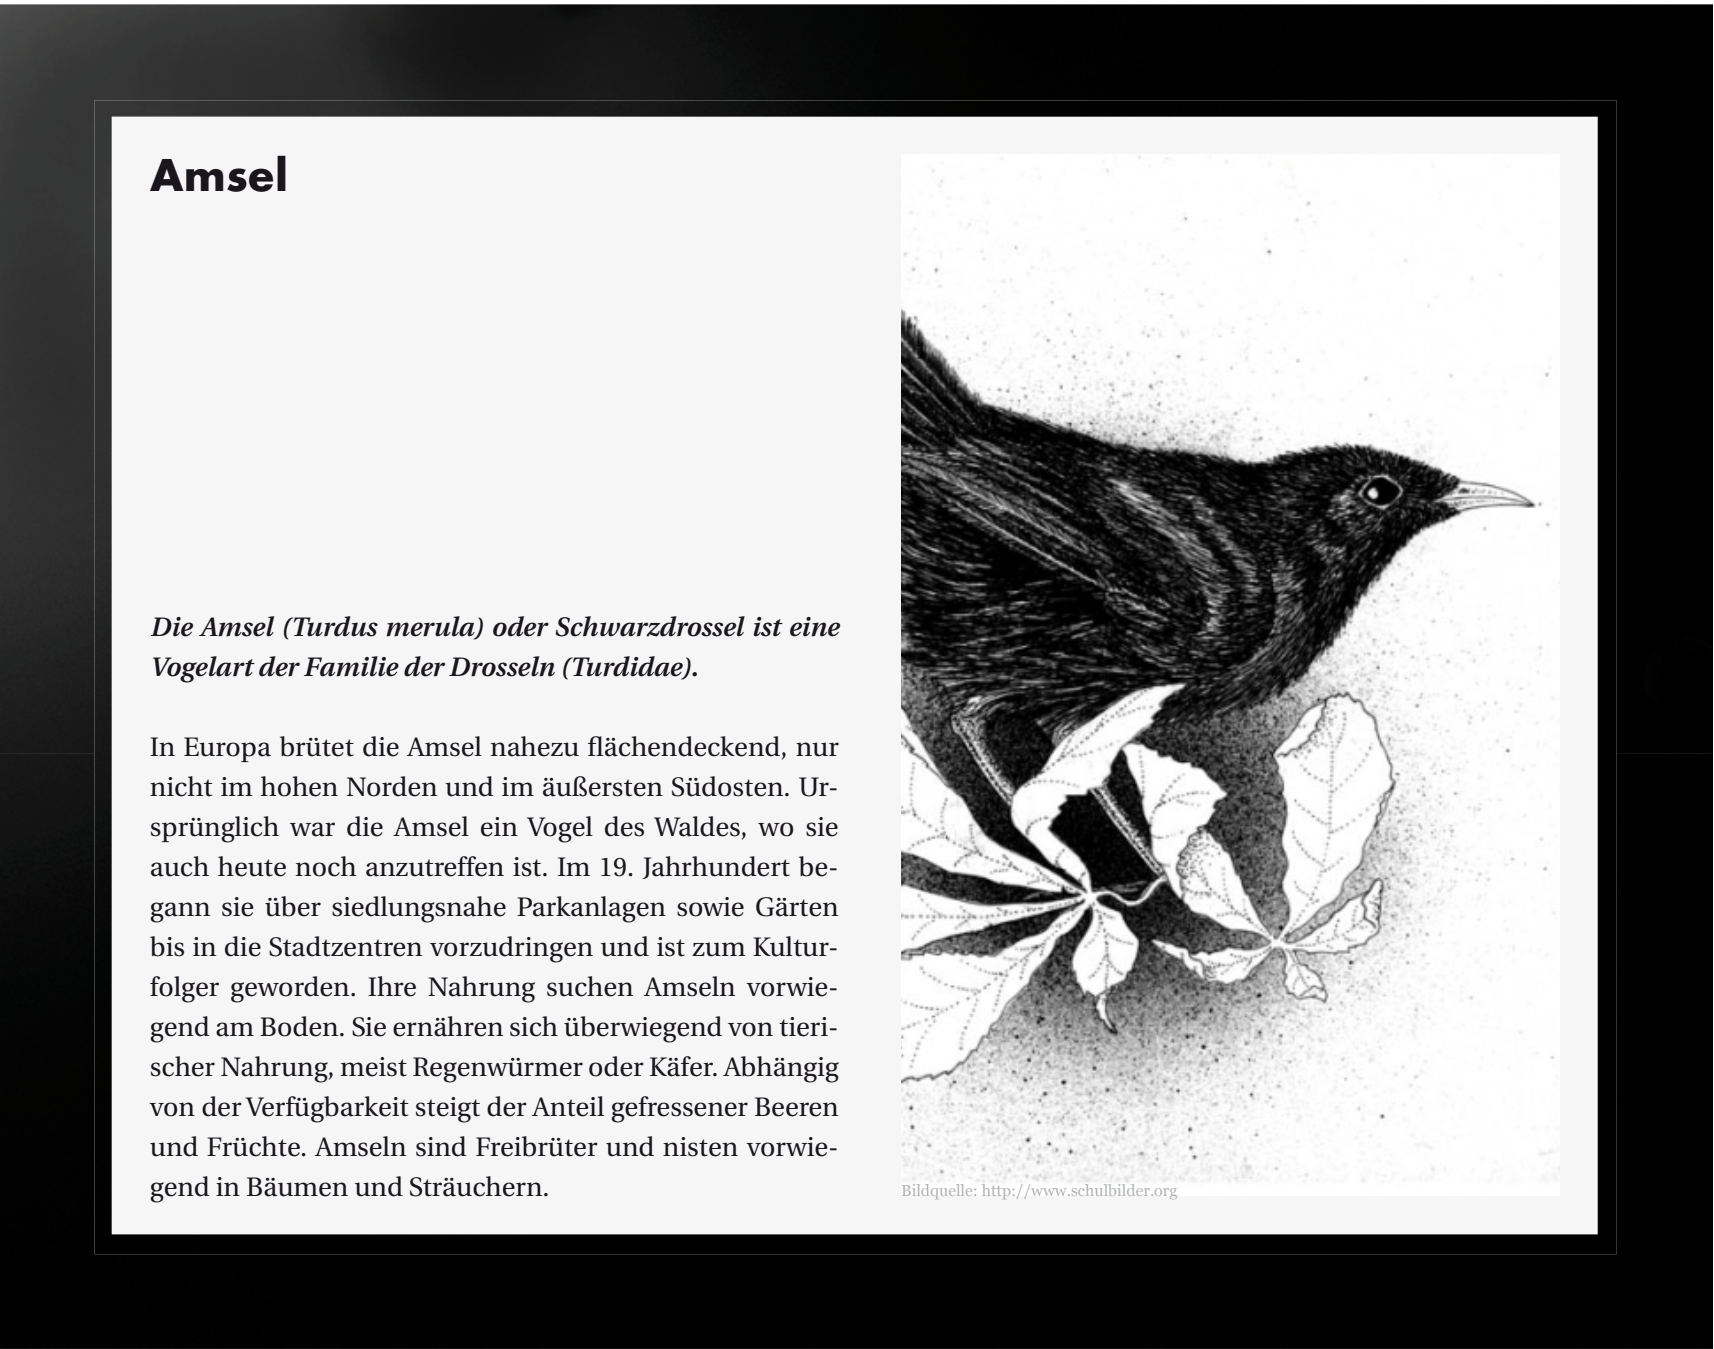 Amsel
Die Amsel (Turdus merula) oder Schwarzdrossel ist eine
Vogelart der Familie der Drosseln (Turdidae).
In Europa brütet die Amsel nahezu flächendeckend, nur
nicht im hohen Norden und im äußersten Südosten. Ur-
sprünglich war die Amsel ein Vogel des Waldes, wo sie
auch heute noch anzutreffen ist. Im 19. Jahrhundert be-
gann sie über siedlungsnahe Parkanlagen sowie Gärten
bis in die Stadtzentren vorzudringen und ist zum Kultur-
folger geworden. Ihre Nahrung suchen Amseln vorwie-
gend am Boden. Sie ernähren sich überwiegend von tieri-
scher Nahrung, meist Regenwürmer oder Käfer. Abhängig
von der Verfügbarkeit steigt der Anteil gefressener Beeren
und Früchte. Amseln sind Freibrüter und nisten vorwie-
gend in Bäumen und Sträuchern.
Bildquelle: http://www.schulbilder.org